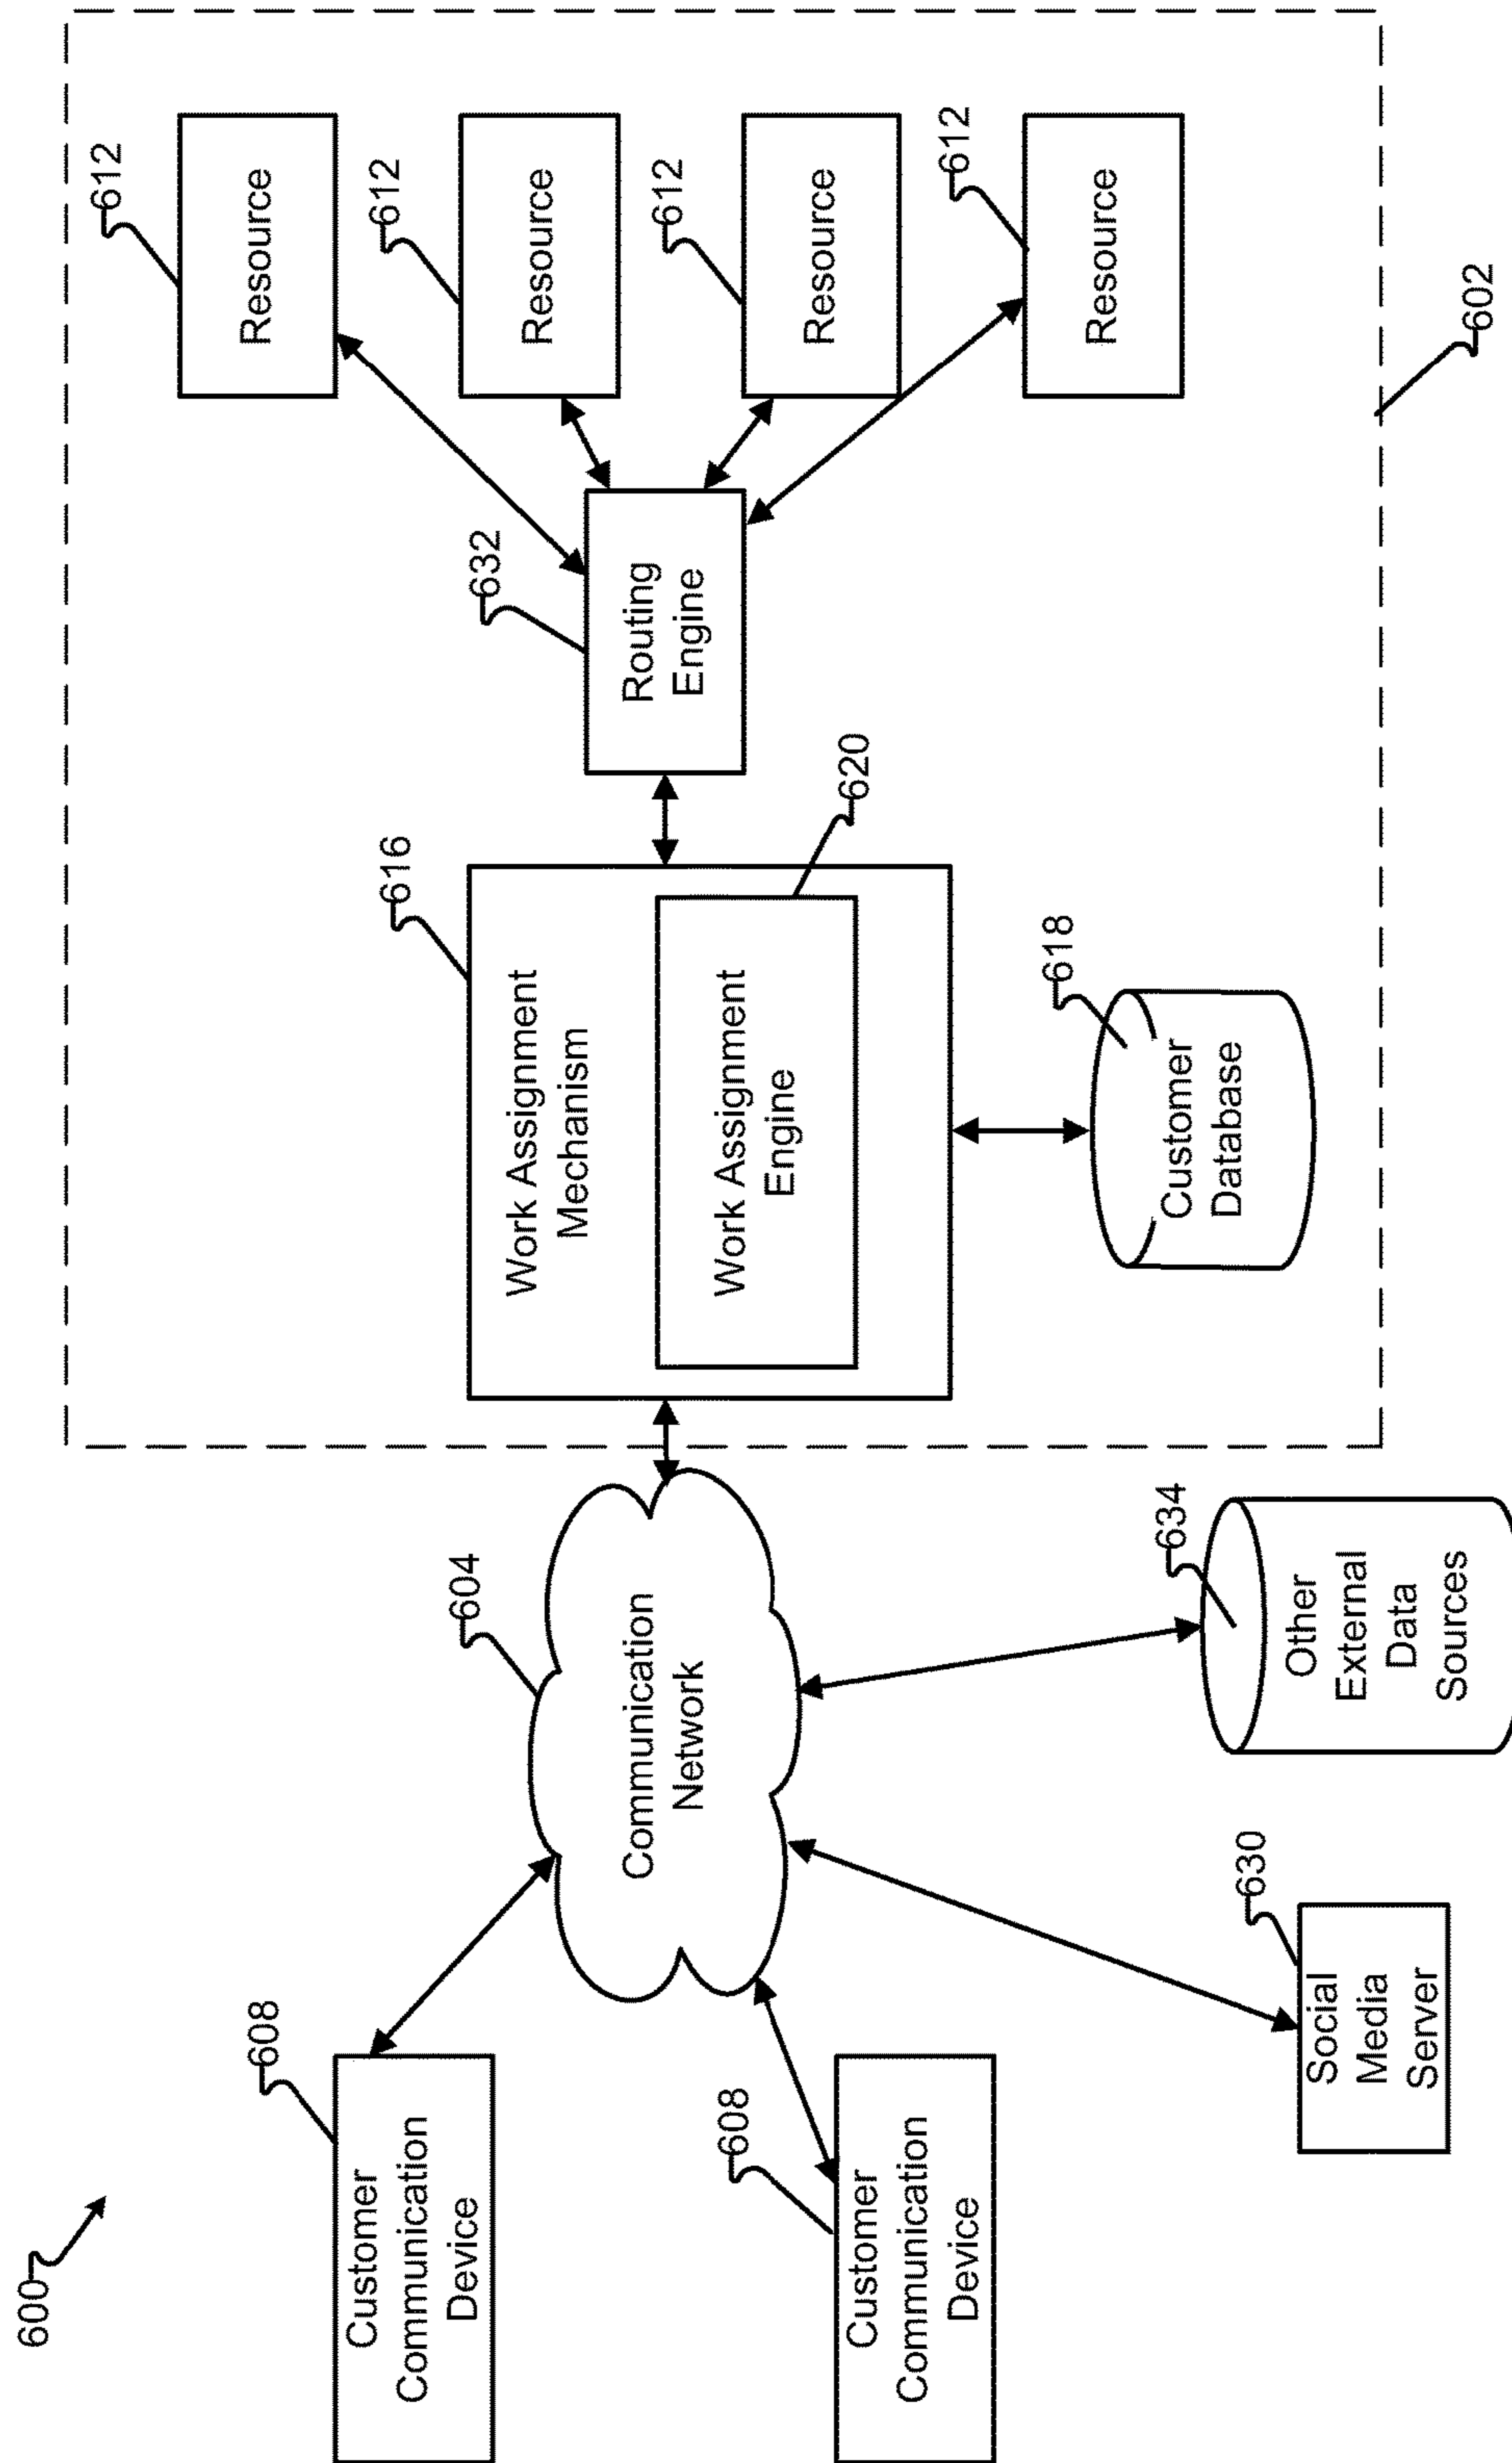 600
608
Customer
Communication
Device
608
Customer
Communication
Device
604
Communication
Network
630
Social
Media
Server
634
Other
External
Data
Sources
616
Work Assignment
Mechanism
Work Assignment
Engine
620
618
Customer
Database
632
Routing
Engine
612
Resource
612
Resource
612
Resource
612
Resource
602